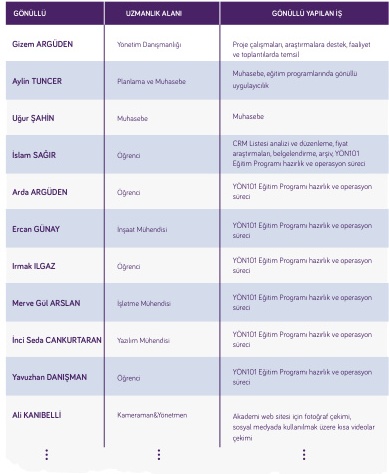 GÖNÜLLÜ UZMANLIK ALANI GÖNÜLLÜ YAPILAN İŞ
Gizem ARGÜDEN Yönetim Danışmanlığı Proje çalışmaları, araştırmalara destek, faaliyet
ve toplantılarda temsil
Aylin TUNCER Planlama ve Muhasebe Muhasebe, eğitim programlarında gönüllü
uygulayıcılık
Uğur ŞAHİN Muhasebe Muhasebe
İslam SAĞIR Öğrenci CRM Listesi analizi ve düzenleme, fiyat
araştırmaları, belgelendirme, arşiv, YÖN101
Eğitim Programı hazırlık ve operasyon süreci
Arda ARGÜDEN Öğrenci YÖN101 Eğitim Programı hazırlık ve operasyon
süreci
Ercan GÜNAY İnşaat Mühendisi YÖN101 Eğitim Programı hazırlık ve operasyon
süreci
Irmak ILGAZ Öğrenci YÖN101 Eğitim Programı hazırlık ve operasyon
süreci
Merve Gül ARSLAN İşletme Mühendisi YÖN101 Eğitim Programı hazırlık ve operasyon
süreci
İnci Seda CANKURTARAN Yazılım Mühendisi YÖN101 Eğitim Programı hazırlık ve operasyon
süreci
Yavuzhan DANIŞMAN Öğrenci YÖN101 Eğitim Programı hazırlık ve operasyon
süreci
Ali KANIBELLİ Kameraman&Yönetmen Akademi web sitesi için fotoğraf çekimi,
sosyal medyada kullanılmak üzere kısa videolar
çekimi